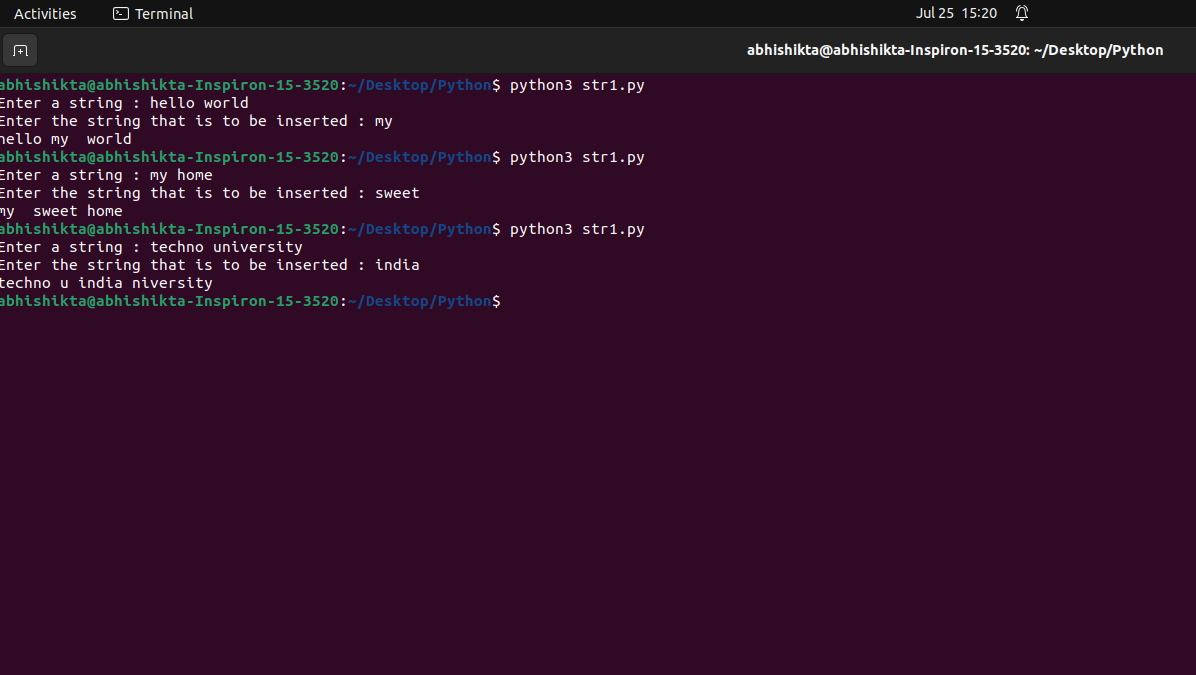 Activities Terminal Jul 25 15:20
abhishikta@abhishikta-Inspiron-15-3520: ~/Desktop/Python
abhishikta@abhishikta-Inspiron-15-3520:~/Desktop/Python$ python3 str1.py
Enter a string : hello world
Enter the string that is to be inserted : my
hello my  world
abhishikta@abhishikta-Inspiron-15-3520:~/Desktop/Python$ python3 str1.py
Enter a string : my home
Enter the string that is to be inserted : sweet
my  sweet home
abhishikta@abhishikta-Inspiron-15-3520:~/Desktop/Python$ python3 str1.py
Enter a string : techno university
Enter the string that is to be inserted : india
techno u india niversity
abhishikta@abhishikta-Inspiron-15-3520:~/Desktop/Python$